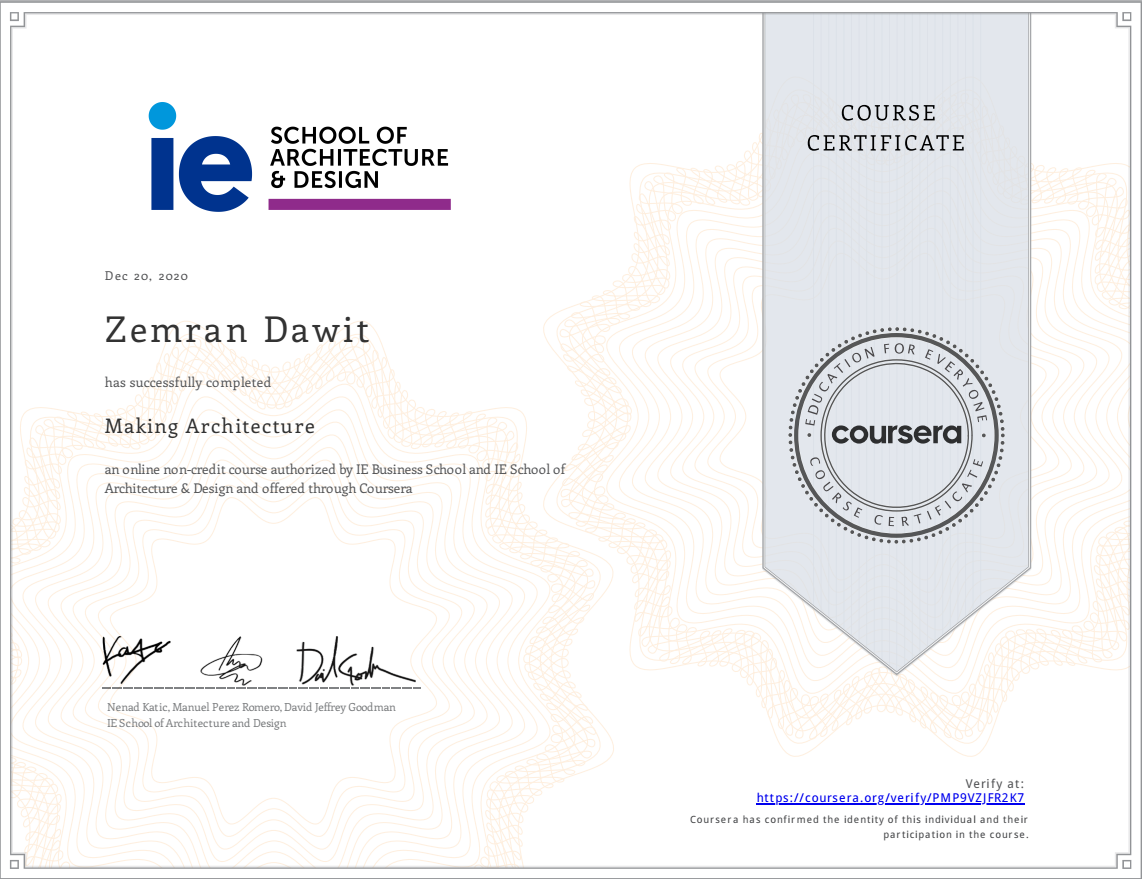 ie
SCHOOL OF
ARCHITECTURE
& DESIGN
Dec 20, 2020
Zemran Dawit
has successfully completed
Making Architecture
an online non-credit course authorized by IE Business School and IE School of
Architecture & Design and offered through Coursera
Nenad Katic, Manuel Perez Romero, David Jeffrey Goodman
IE School of Architecture and Design
COURSE
CERTIFICATE
EDUCATION FOR EVERYONE
coursera
COURSE CERTIFICATE
Verify at:
https://coursera.org/verify/PMP9VZJFR2K7
Coursera has confirmed the identity of this individual and their
participation in the course.